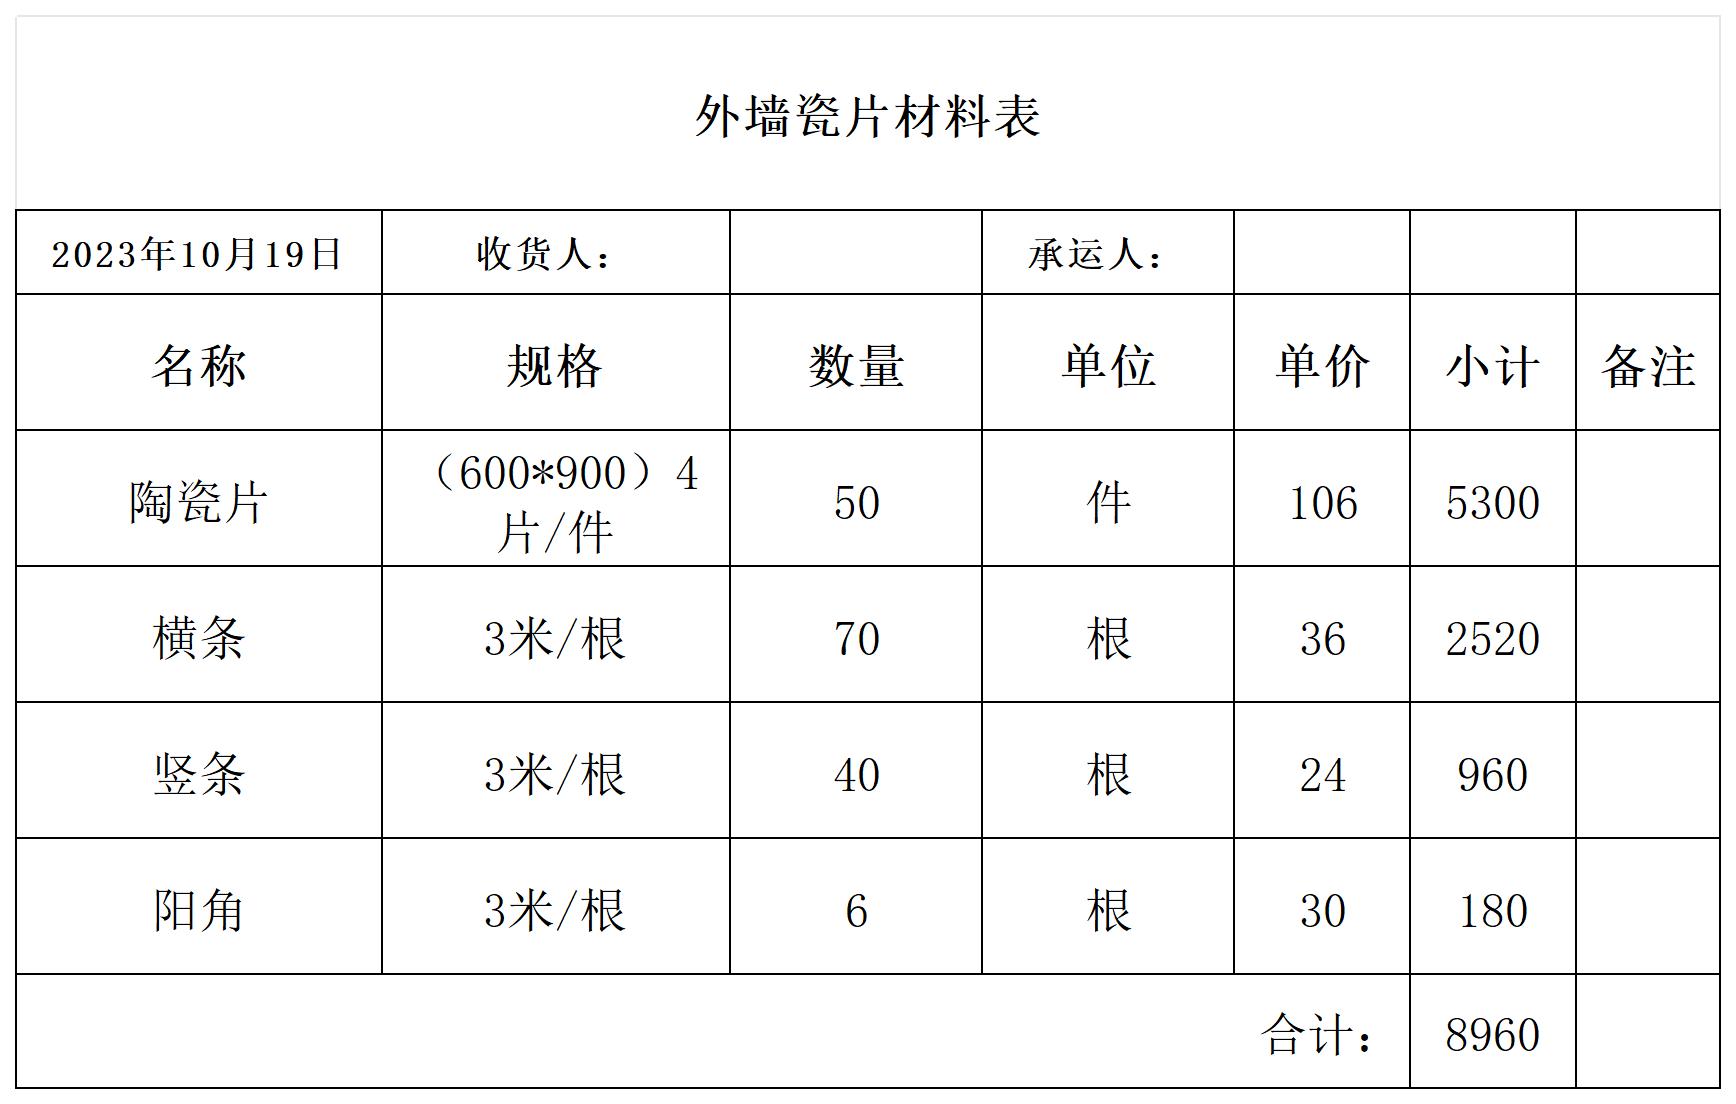 外墙瓷片材料表
2023年10月19日 收货人： 承运人：
名称 规格 数量 单位 单价 小计 备注
陶瓷片 （600*900）4
片/件 50 件 106 5300
横条 3米/根 70 根 36 2520
竖条 3米/根 40 根 24 960
阳角 3米/根 6 根 30 180
合计： 8960